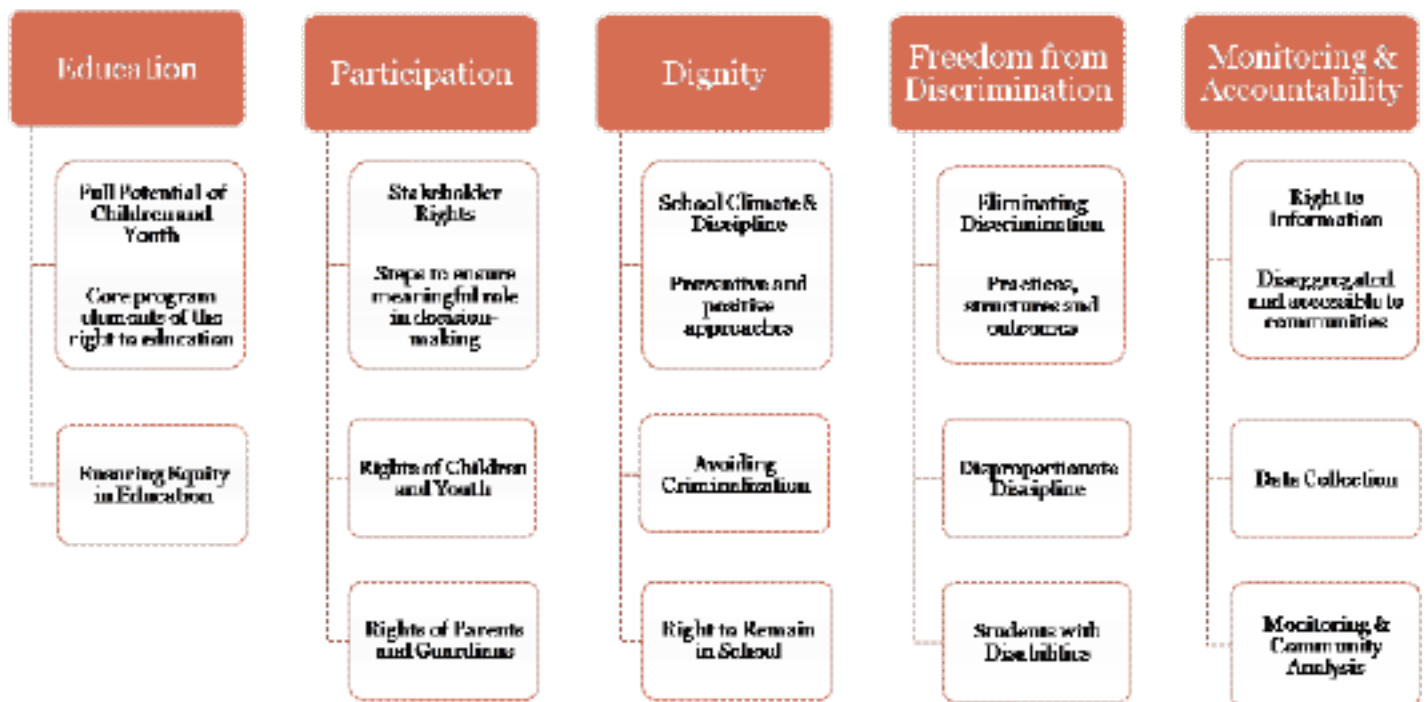 Education
Full Potential of
Children and
Youth
Core program
elements of the
right to education
Ensuring Equity
in Education
Participation
Stakeholder
Rights
Steps to ensure
meaningful role
in decision-
making
Rights of Children
and Youth
Rights of Parents
and Guardians
Dignity
School Climate &
Discipline
Preventive and
positive
approaches
Avoiding
Criminalization
Right to Remain
in School
Freedom from
Discrimination
Eliminating
Discrimination
Practices,
structures and
outcomes
Disproportionate
Discipline
Students with
Disabilities
Monitoring &
Accountability
Right to
Information
Disaggregated
and accessible to
communities
Data Collection
Monitoring &
Community
Analysis